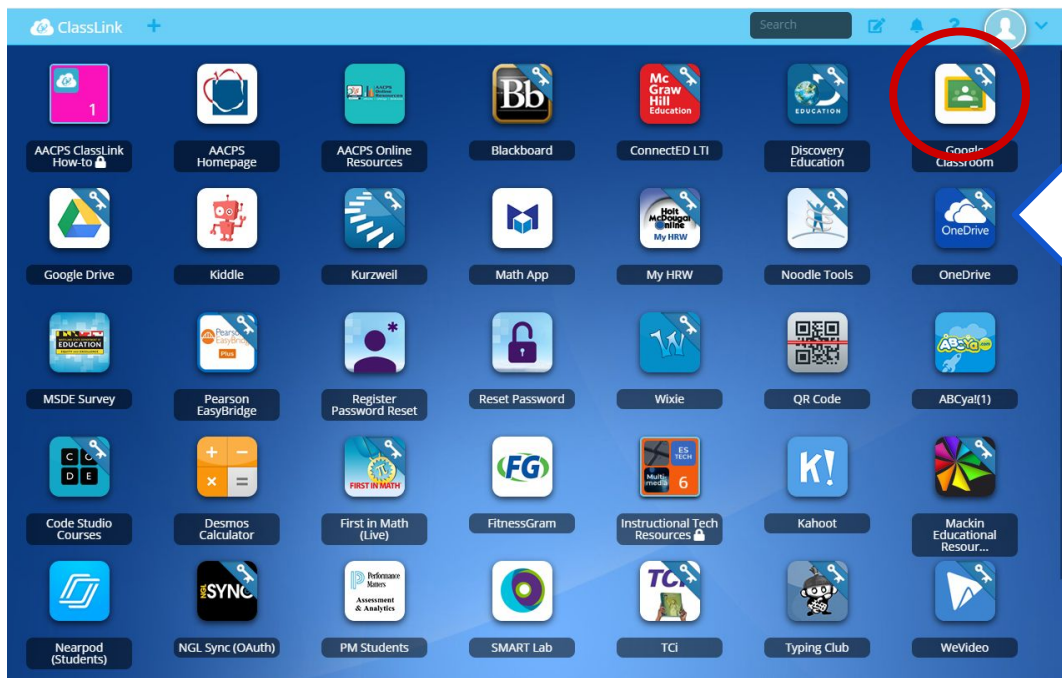 ClassLink
Search
?
1
Bb
Mc
Graw
Hill
Education
EDUCATION
AACPS ClassLink
How-to
AACPS
Homepage
AACPS Online
Resources
Blackboard
ConnectED LTI
Discovery
Education
Google
Classroom
Holt
McDougal
Online
My HRW
OneDrive
Google Drive
Kiddle
Kurzweil
Math App
My HRW
Noodle Tools
OneDrive
EDUCATION
Pearson
EasyBridge
Plus
*
W
ABCya.com
MSDE Survey
Pearson
EasyBridge
Register
Password Reset
Reset Password
Wixie
QR Code
ABCya!(1)
C O
D E
+ −
× =
π
FIRST IN MATH
FG
ES
TECH
Multi-
media
6
K!
Code Studio
Courses
Desmos
Calculator
First in Math
(Live)
FitnessGram
Instructional Tech
Resources
Kahoot
Mackin
Educational
Resour...
NGL SYNC
Performance
Matters
Assessment
& Analytics
TCi
Nearpod
(Students)
NGL Sync (OAuth)
PM Students
SMART Lab
TCi
Typing Club
WeVideo